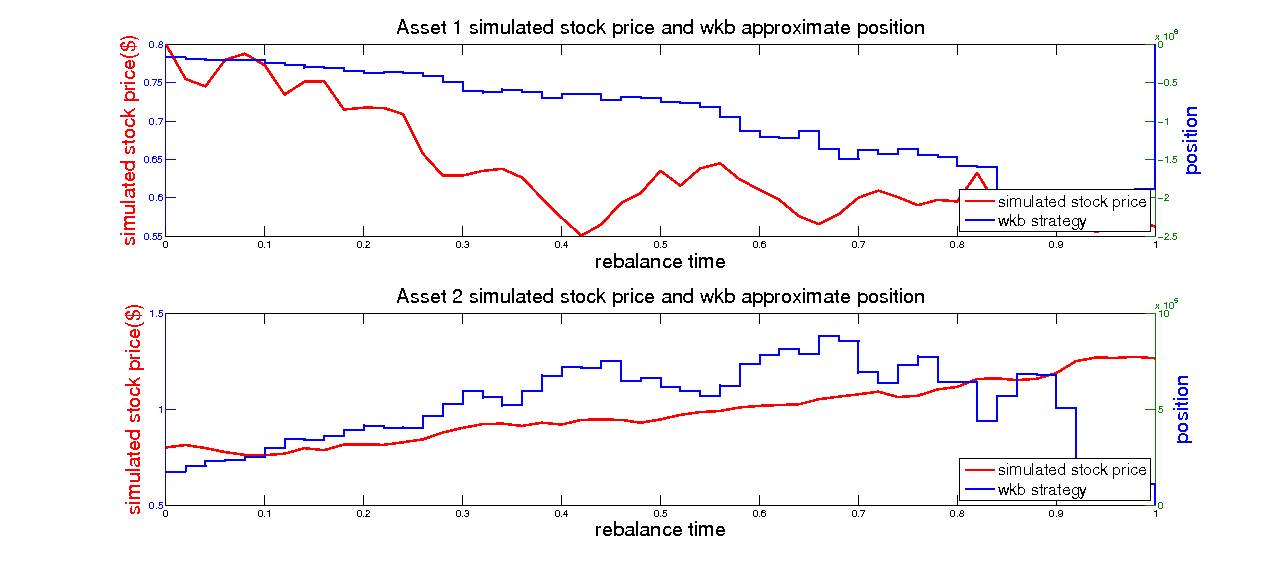 Asset 1 simulated stock price and wkb approximate position
simulated stock price($)
0.8
0.75
0.7
0.65
0.6
0.55
0 0.1 0.2 0.3 0.4 0.5 0.6 0.7 0.8 0.9 1
rebalance time
0
-0.5
-1
-1.5
-2
-2.5
position
simulated stock price
wkb strategy
Asset 2 simulated stock price and wkb approximate position
simulated stock price($)
1.5
1
0.5
0 0.1 0.2 0.3 0.4 0.5 0.6 0.7 0.8 0.9 1
rebalance time
10
5
0
position
simulated stock price
wkb strategy